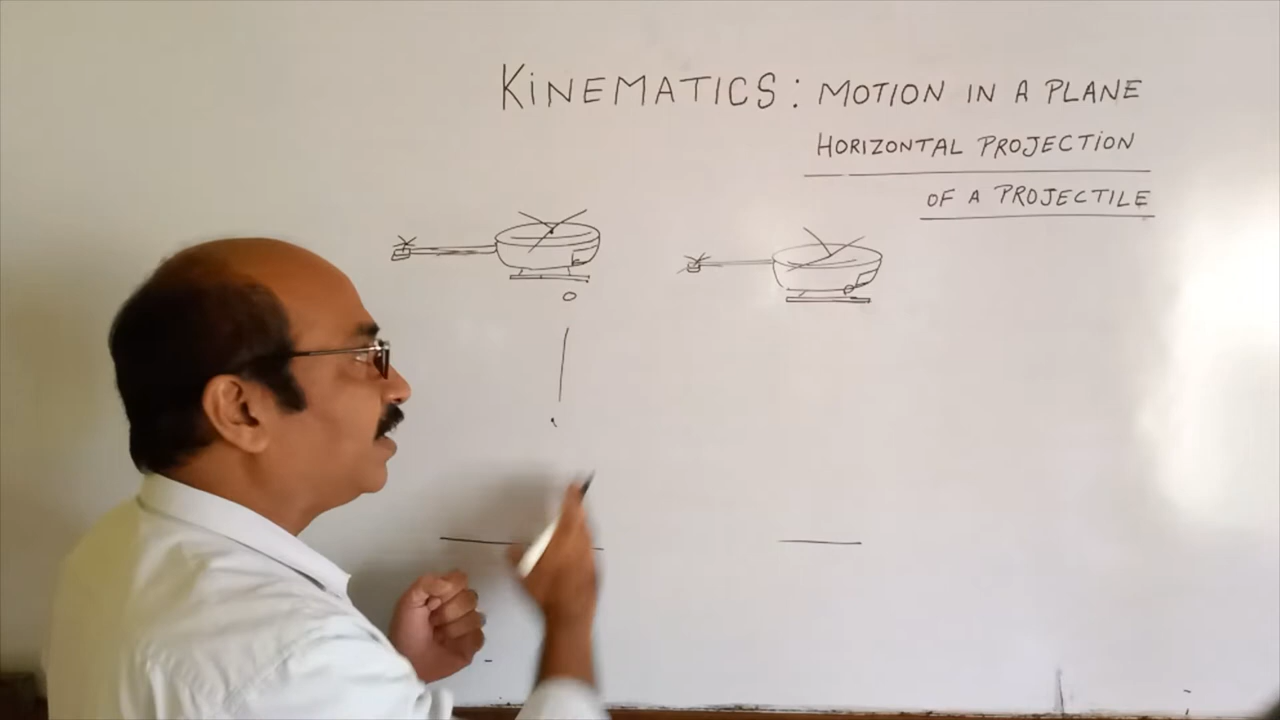 KiNEMATICS: MOTION IN A PLANE
HORIZONTAL PROJECTION
OF A PROJECTILE